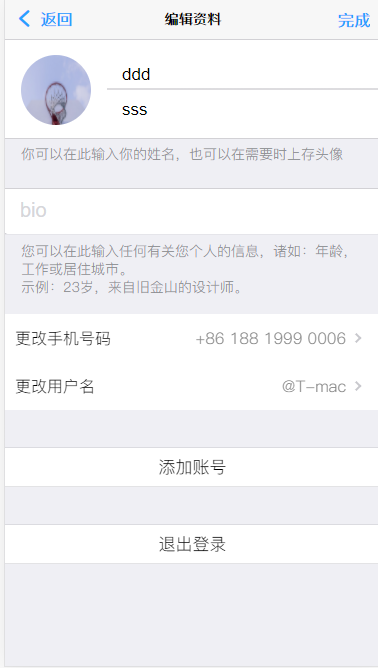 返回 编辑资料 完成
ddd
sss
你可以在此输入你的姓名，也可以在需要时上存头像
bio
您可以在此输入任何有关您个人的信息，诸如：年龄，
工作或居住城市。
示例：23岁，来自旧金山的设计师。
更改手机号码 +86 188 1999 0006
更改用户名 @T-mac
添加账号
退出登录